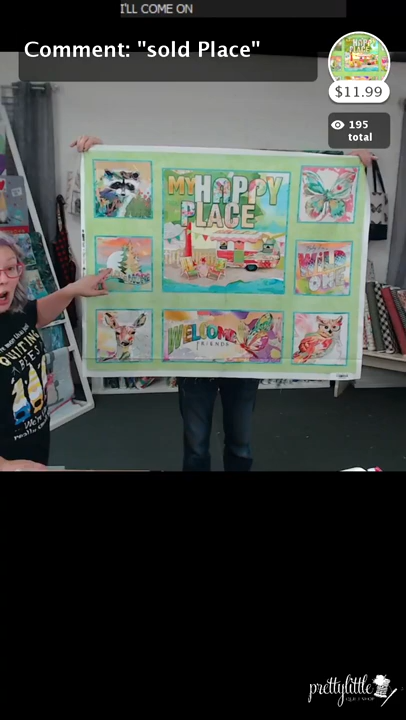 I'LL COME ON
Comment: "sold Place"
$11.99
195
total
MY HAPPY
PLACE
WILD
ONE
WELCOME
FRIENDS
QUILTING
prettylittle